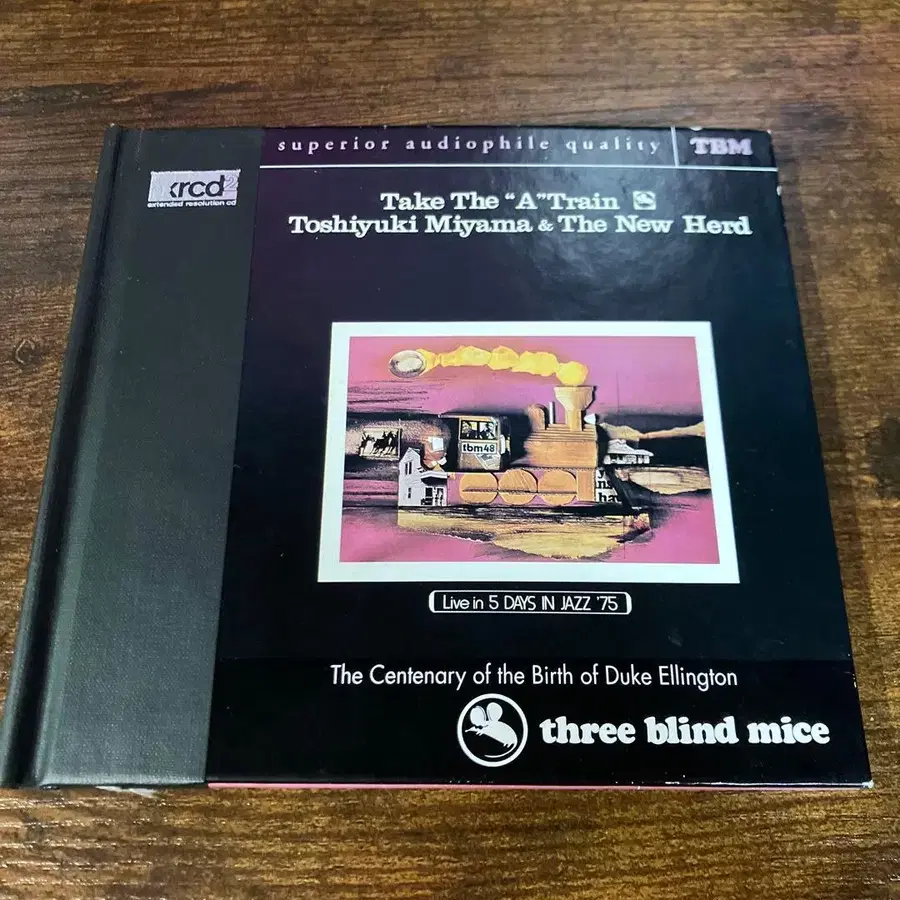 superior audiophile quality TBM
xrcd2
extended resolution cd
Take The "A" Train
Toshiyuki Miyama & The New Herd
tbm48
Live in 5 DAYS IN JAZZ '75
The Centenary of the Birth of Duke Ellington
three blind mice